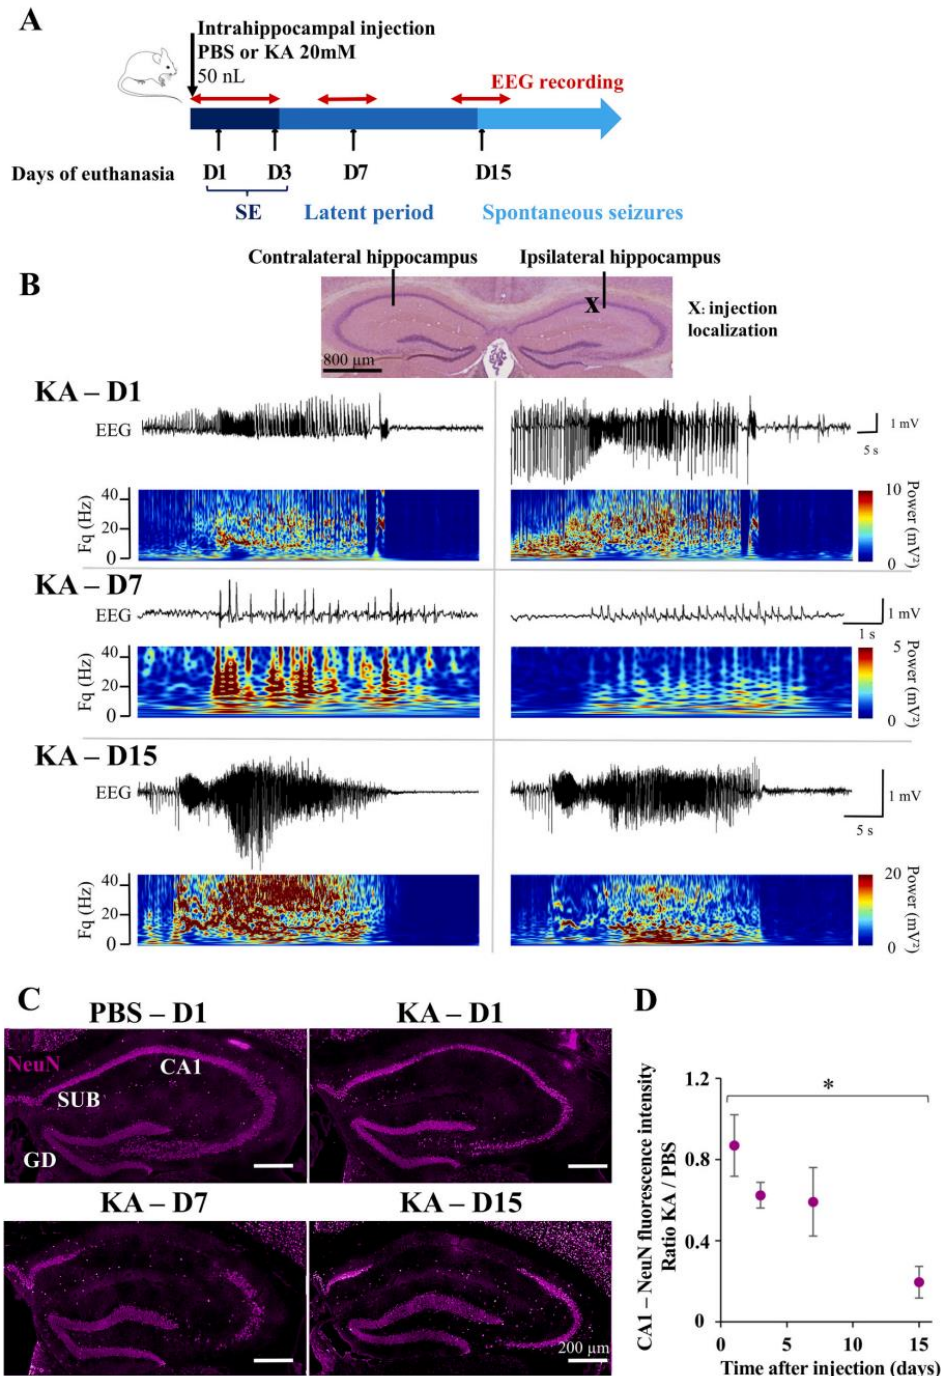 A
Intrahippocampal injection
PBS or KA 20mM
50 nL
EEG recording
Days of euthanasia D1 D3 D7 D15
SE Latent period Spontaneous seizures
B
Contralateral hippocampus Ipsilateral hippocampus
X
X: injection
localization
800 µm
KA – D1
EEG
1 mV
5 s
Fq (Hz)
40
20
0
10
0
Power (mV²)
KA – D7
EEG
1 mV
1 s
Fq (Hz)
40
20
0
5
0
Power (mV²)
KA – D15
EEG
1 mV
5 s
Fq (Hz)
40
20
0
20
0
Power (mV²)
C
PBS – D1 KA – D1
NeuN
CA1
SUB
GD
KA – D7 KA – D15
200 µm
D
*
CA1 – NeuN fluorescence intensity
Ratio KA / PBS
1.2
0.8
0.4
0
0 5 10 15
Time after injection (days)